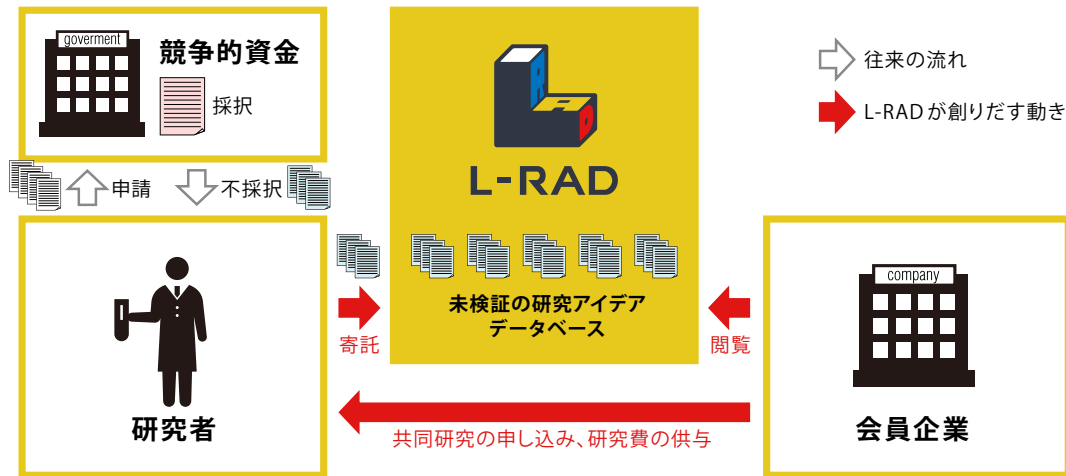 goverment
競争的資金
採択
申請
不採択
L-RAD
未検証の研究アイデア
データベース
往来の流れ
L-RADが創りだす動き
研究者
寄託
閲覧
company
会員企業
共同研究の申し込み、研究費の供与